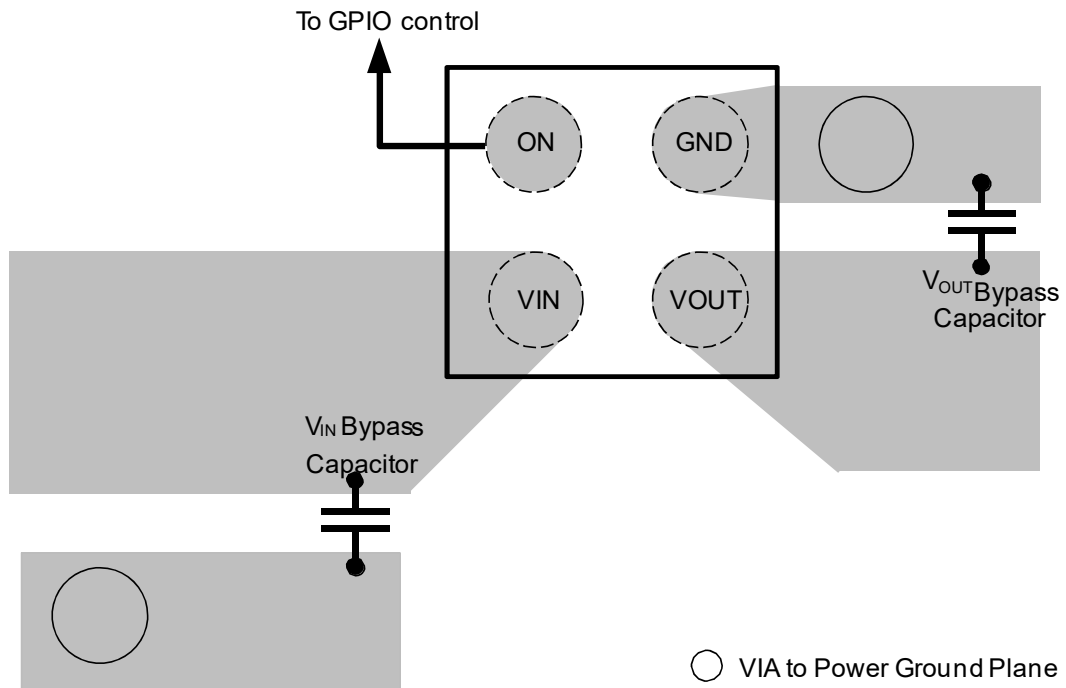 To GPIO control
ON
GND
VIN
VOUT
VOUT Bypass
Capacitor
VIN Bypass
Capacitor
VIA to Power Ground Plane